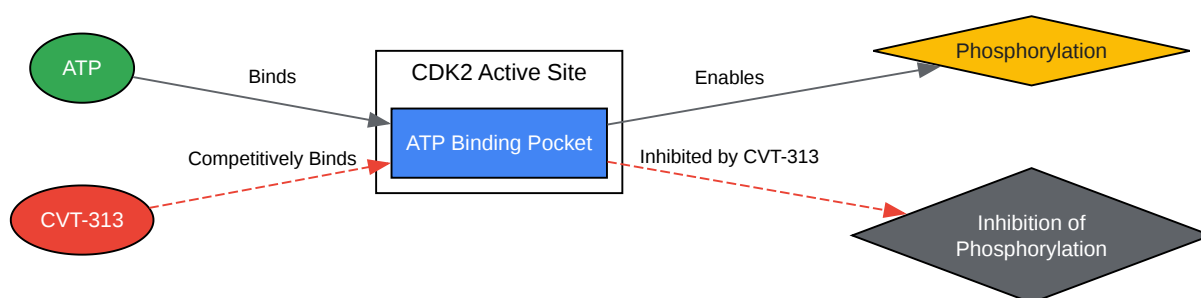 ATP
Binds
CDK2 Active Site
ATP Binding Pocket
Enables
Phosphorylation
CVT-313
Competitively Binds
Inhibited by CVT-313
Inhibition of
Phosphorylation